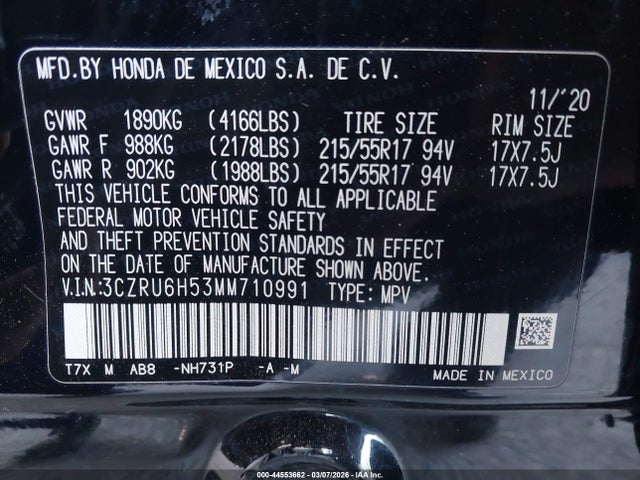 MFD.BY HONDA DE MEXICO S.A. DE C.V.
11/'20
GVWR 1890KG (4166LBS) TIRE SIZE RIM SIZE
GAWR F 988KG (2178LBS) 215/55R17 94V 17X7.5J
GAWR R 902KG (1988LBS) 215/55R17 94V 17X7.5J
THIS VEHICLE CONFORMS TO ALL APPLICABLE
FEDERAL MOTOR VEHICLE SAFETY
AND THEFT PREVENTION STANDARDS IN EFFECT
ON THE DATE OF MANUFACTURE SHOWN ABOVE.
V.I.N.:3CZRU6H53MM710991 TYPE: MPV
T7X M AB8 -NH731P -A -M
MADE IN MEXICO
000-44553662 - 03/07/2026 - IAA Inc.